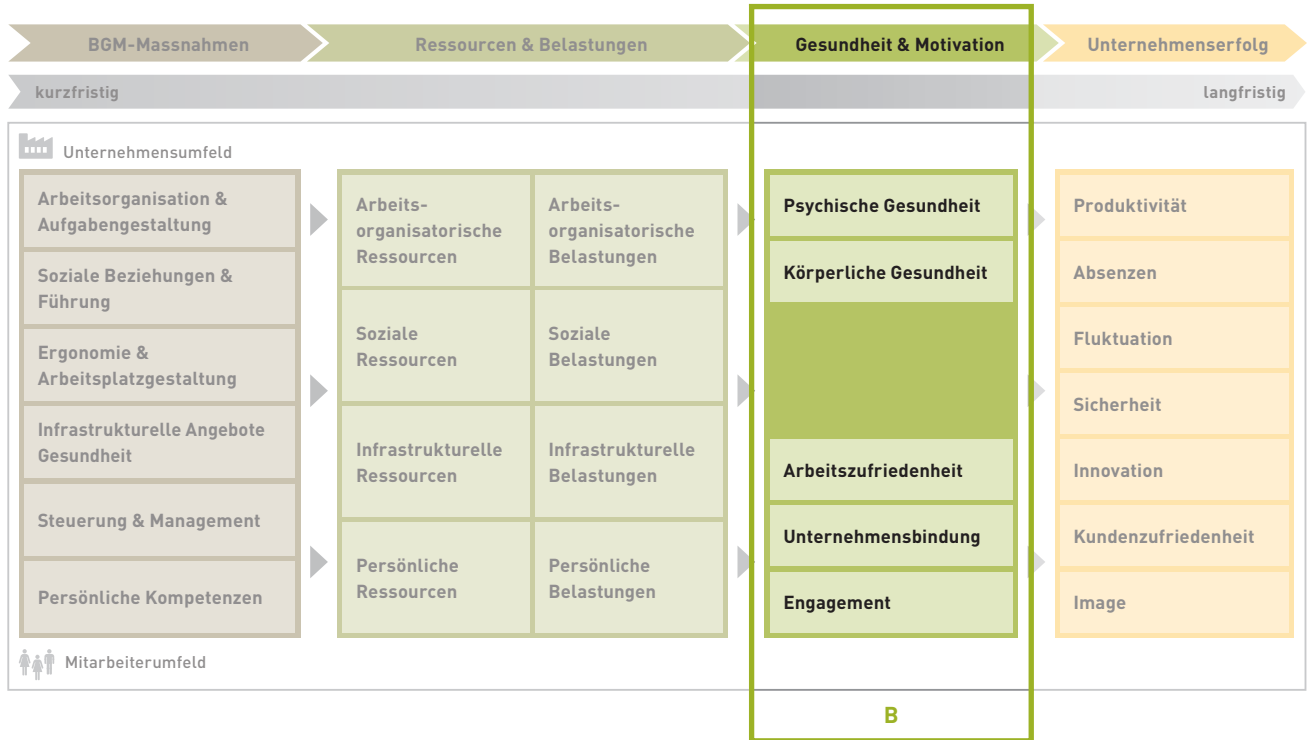 BGM-Massnahmen
Ressourcen & Belastungen
Gesundheit & Motivation
Unternehmenserfolg
kurzfristig
langfristig
Unternehmensumfeld
Arbeitsorganisation &
Aufgabengestaltung
Soziale Beziehungen &
Führung
Ergonomie &
Arbeitsplatzgestaltung
Infrastrukturelle Angebote
Gesundheit
Steuerung & Management
Persönliche Kompetenzen
Arbeits-
organisatorische
Ressourcen
Soziale
Ressourcen
Infrastrukturelle
Ressourcen
Persönliche
Ressourcen
Arbeits-
organisatorische
Belastungen
Soziale
Belastungen
Infrastrukturelle
Belastungen
Persönliche
Belastungen
Psychische Gesundheit
Körperliche Gesundheit
Arbeitszufriedenheit
Unternehmensbindung
Engagement
Produktivität
Absenzen
Fluktuation
Sicherheit
Innovation
Kundenzufriedenheit
Image
Mitarbeiterumfeld
B